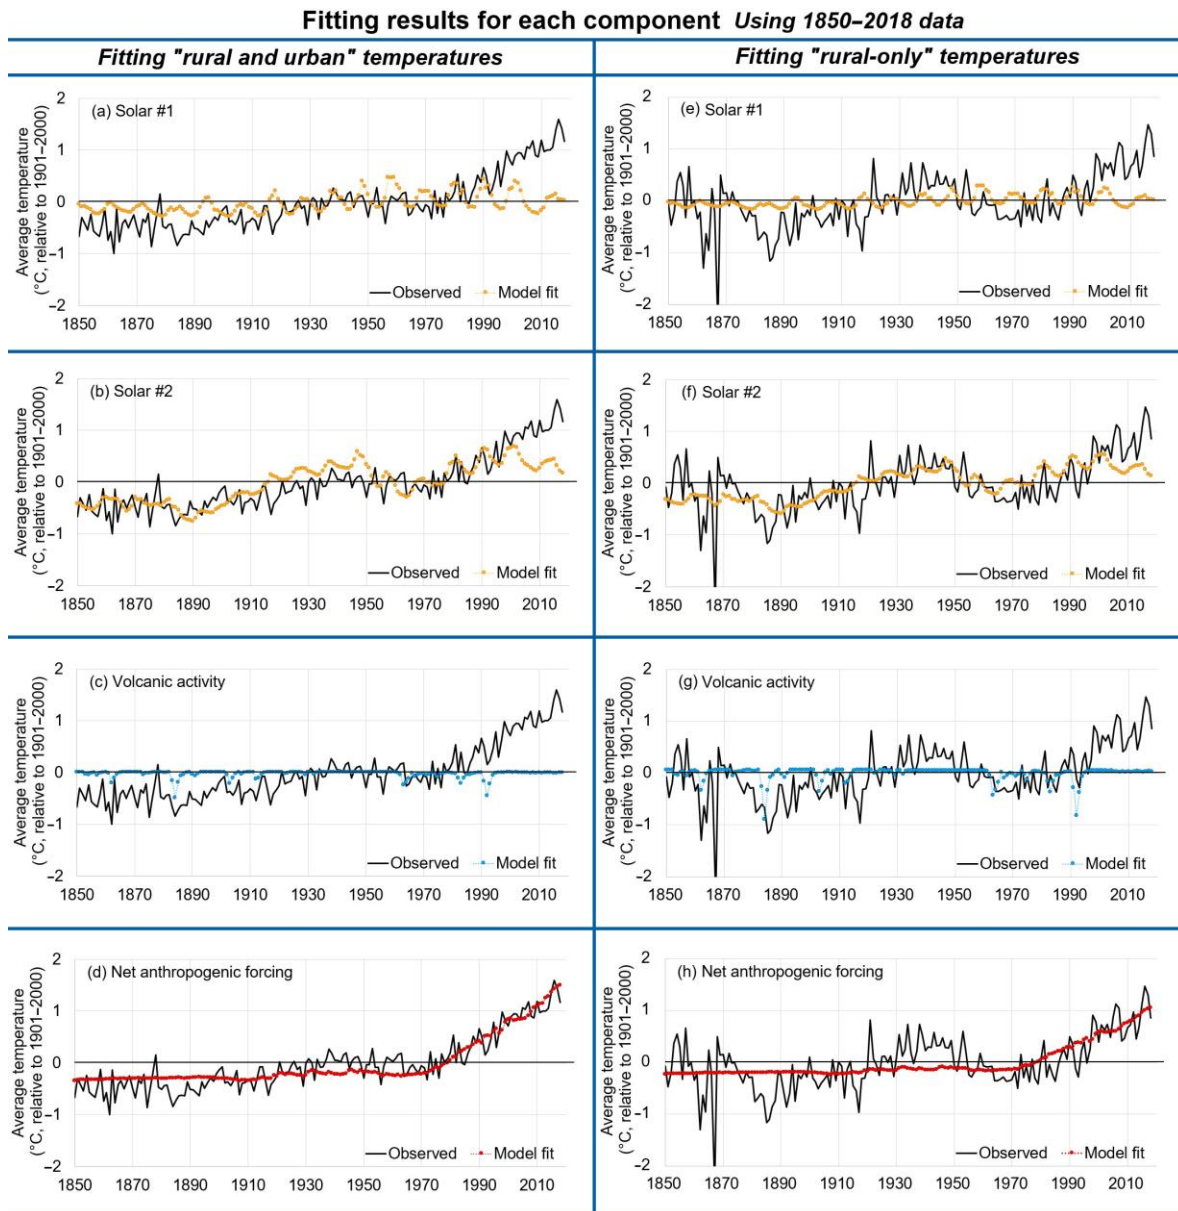 Fitting results for each component Using 1850–2018 data
Fitting "rural and urban" temperatures
Fitting "rural-only" temperatures
(a) Solar #1
Average temperature
(°C, relative to 1901–2000)
2
1
0
−1
−2
Observed
Model fit
1850 1870 1890 1910 1930 1950 1970 1990 2010
(e) Solar #1
Average temperature
(°C, relative to 1901–2000)
2
1
0
−1
−2
Observed
Model fit
1850 1870 1890 1910 1930 1950 1970 1990 2010
(b) Solar #2
Average temperature
(°C, relative to 1901–2000)
2
1
0
−1
−2
Observed
Model fit
1850 1870 1890 1910 1930 1950 1970 1990 2010
(f) Solar #2
Average temperature
(°C, relative to 1901–2000)
2
1
0
−1
−2
Observed
Model fit
1850 1870 1890 1910 1930 1950 1970 1990 2010
(c) Volcanic activity
Average temperature
(°C, relative to 1901–2000)
2
1
0
−1
−2
Observed
Model fit
1850 1870 1890 1910 1930 1950 1970 1990 2010
(g) Volcanic activity
Average temperature
(°C, relative to 1901–2000)
2
1
0
−1
−2
Observed
Model fit
1850 1870 1890 1910 1930 1950 1970 1990 2010
(d) Net anthropogenic forcing
Average temperature
(°C, relative to 1901–2000)
2
1
0
−1
−2
Observed
Model fit
1850 1870 1890 1910 1930 1950 1970 1990 2010
(h) Net anthropogenic forcing
Average temperature
(°C, relative to 1901–2000)
2
1
0
−1
−2
Observed
Model fit
1850 1870 1890 1910 1930 1950 1970 1990 2010